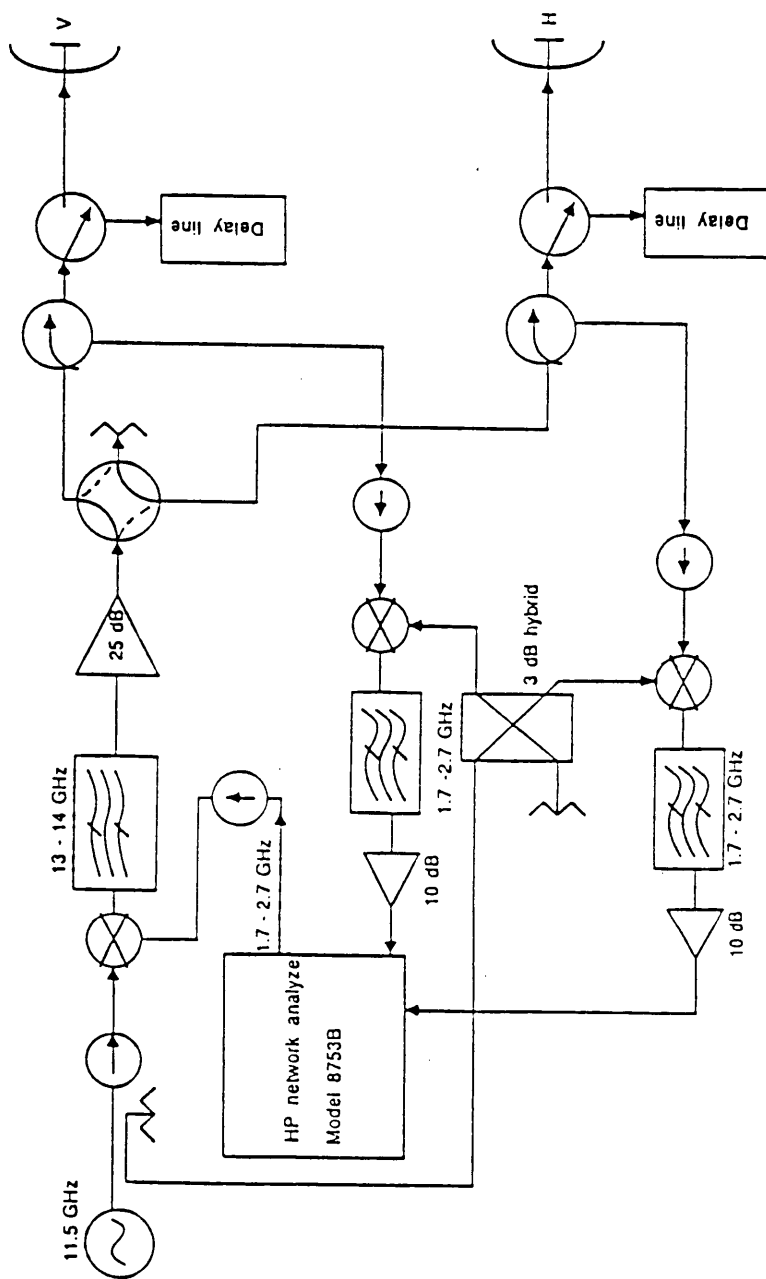 11.5 GHz
13 - 14 GHz
25 dB
V
Delay line
HP network analyze
Model 8753B
1.7 - 2.7 GHz
10 dB
1.7 -2.7 GHz
3 dB hybrid
H
Delay line
1.7 - 2.7 GHz
10 dB